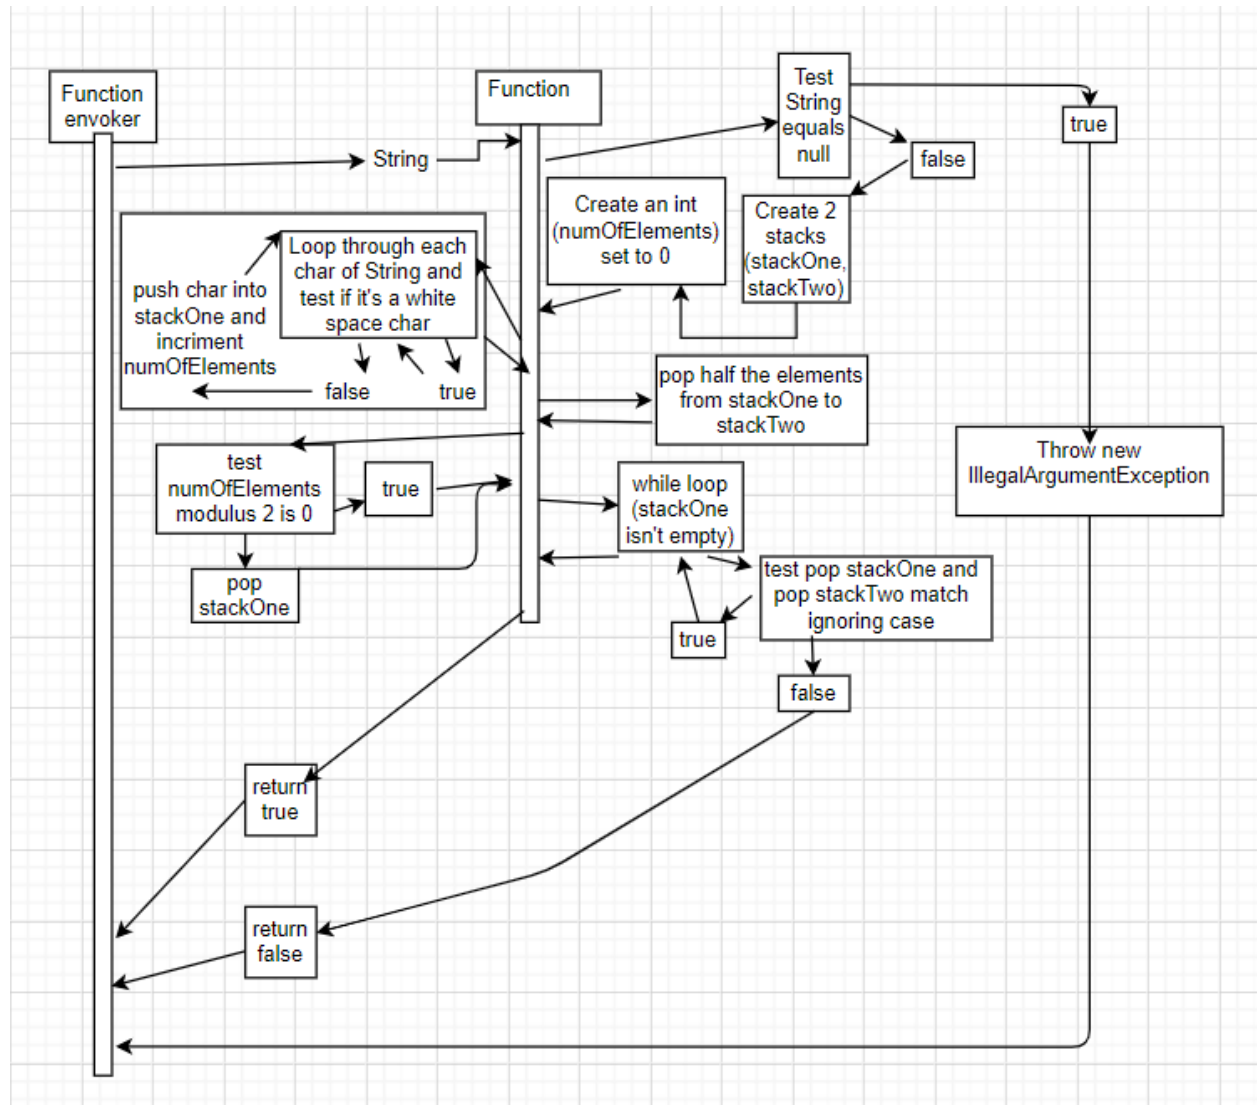 Function
envoker
Function
Test
String
equals
null
true
String
false
Create an int
(numOfElements)
set to 0
Create 2
stacks
(stackOne,
stackTwo)
Loop through each
char of String and
test if it's a white
space char
push char into
stackOne and
incriment
numOfElements
false
true
pop half the elements
from stackOne to
stackTwo
test
numOfElements
modulus 2 is 0
true
pop
stackOne
while loop
(stackOne
isn't empty)
Throw new
IllegalArgumentException
test pop stackOne and
pop stackTwo match
ignoring case
true
false
return
true
return
false